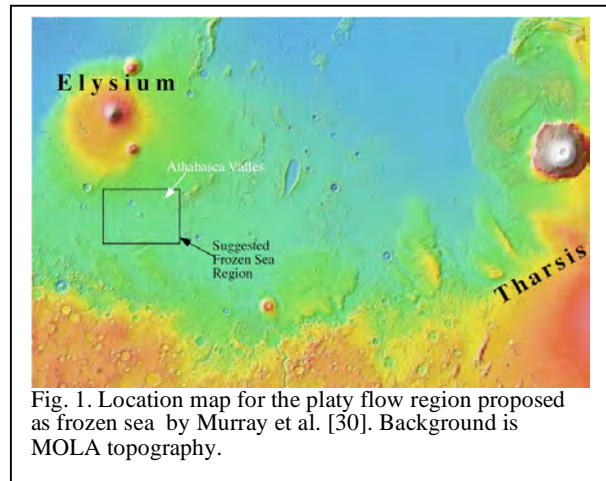 Elysium
Athabasca Valles
Suggested
Frozen Sea
Region
Tharsis
Fig. 1. Location map for the platy flow region proposed
as frozen sea by Murray et al. [30]. Background is
MOLA topography.